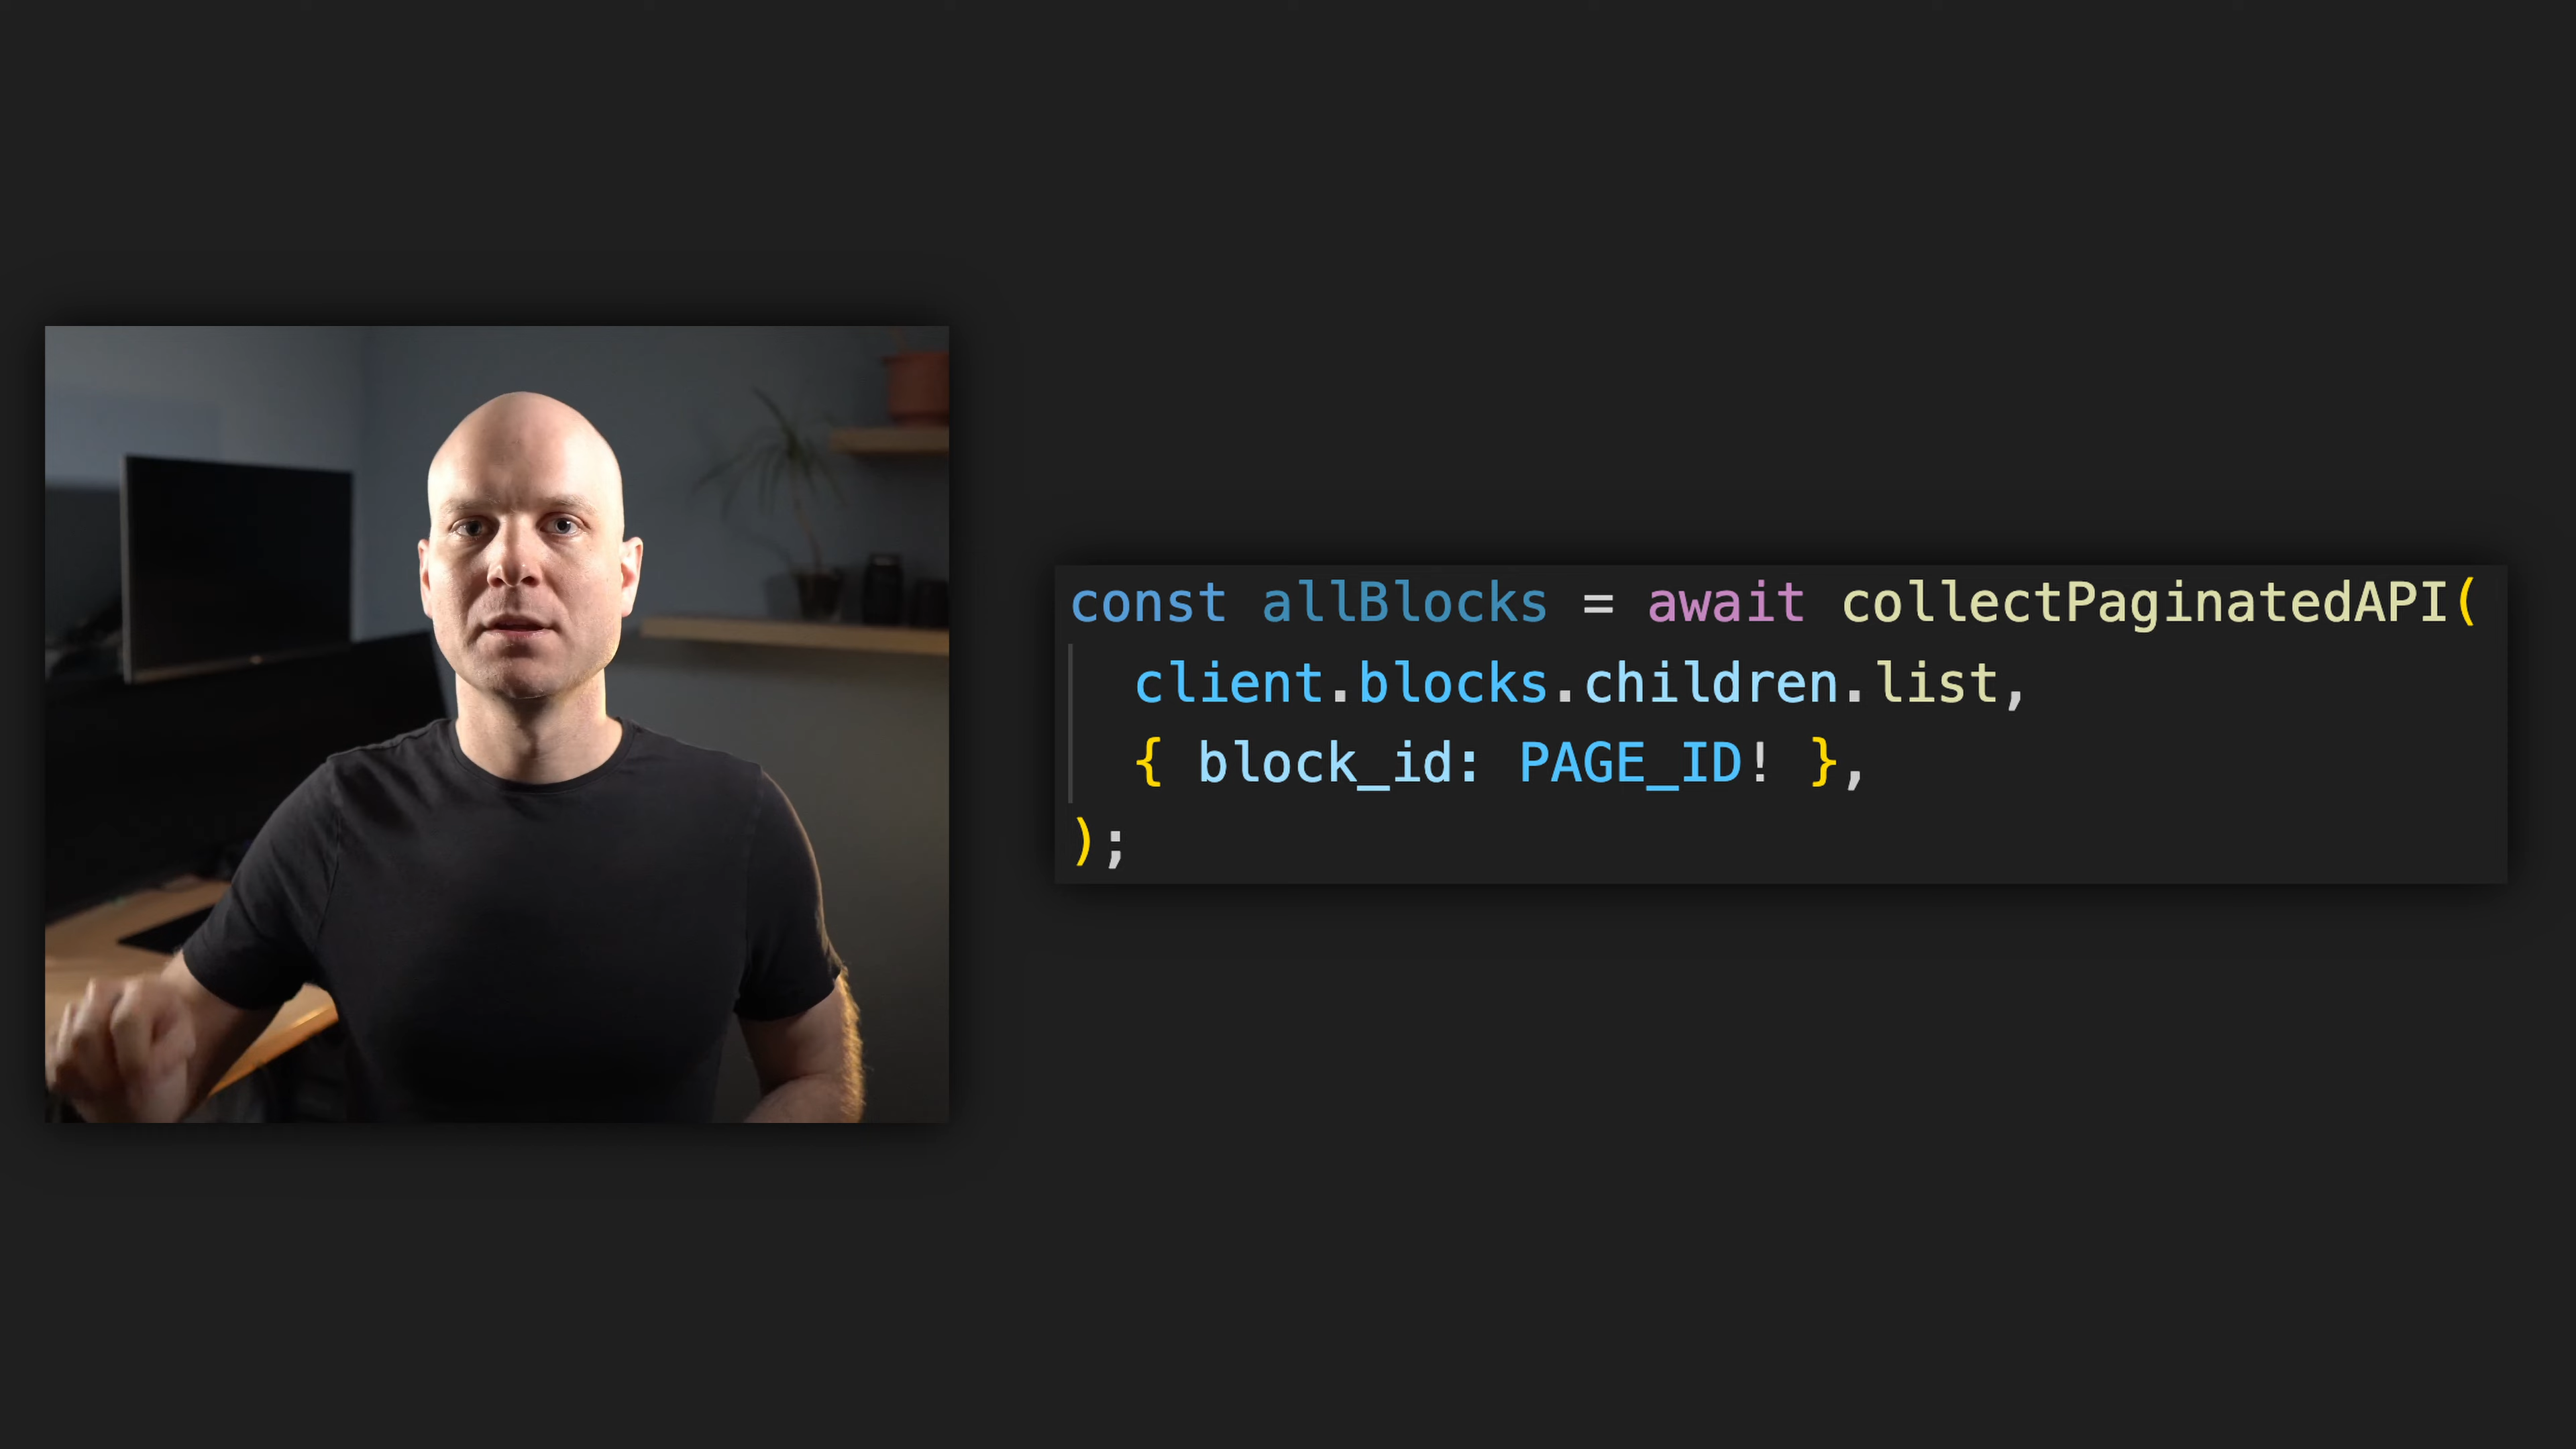 const allBlocks = await collectPaginatedAPI(
  client.blocks.children.list,
  { block_id: PAGE_ID! },
);